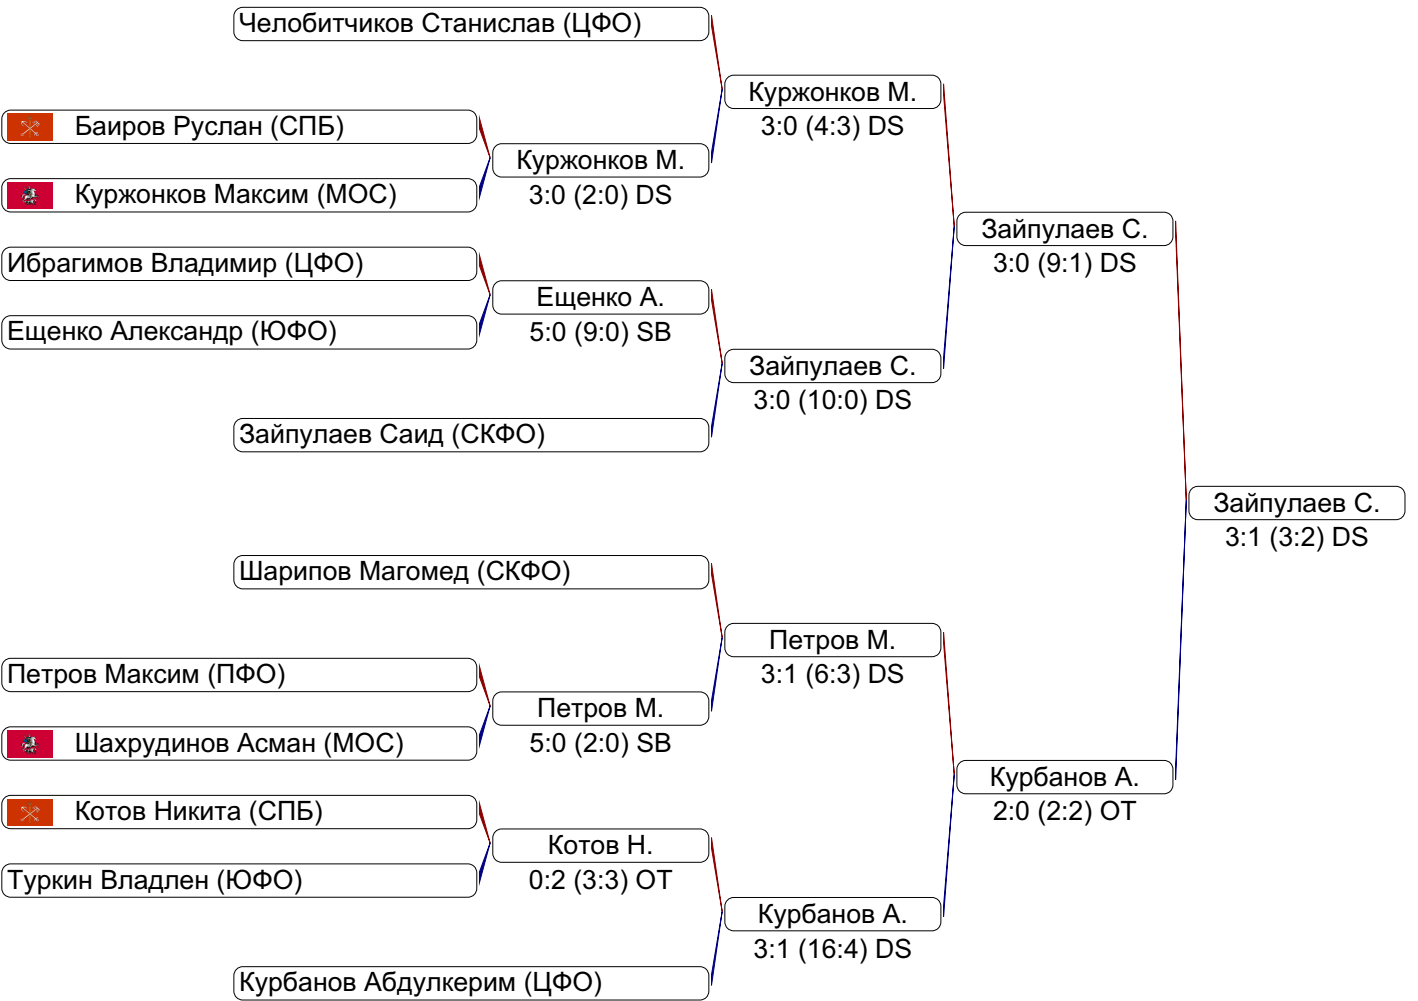 Челобитчиков Станислав (ЦФО)
Куржонков М.
3:0 (4:3) DS
Баиров Руслан (СПБ)
Куржонков М.
3:0 (2:0) DS
Куржонков Максим (МОС)
Зайпулаев С.
3:0 (9:1) DS
Ибрагимов Владимир (ЦФО)
Ещенко А.
5:0 (9:0) SB
Ещенко Александр (ЮФО)
Зайпулаев С.
3:0 (10:0) DS
Зайпулаев Саид (СКФО)
Зайпулаев С.
3:1 (3:2) DS
Шарипов Магомед (СКФО)
Петров М.
3:1 (6:3) DS
Петров Максим (ПФО)
Петров М.
5:0 (2:0) SB
Шахрудинов Асман (МОС)
Курбанов А.
2:0 (2:2) OT
Котов Никита (СПБ)
Котов Н.
0:2 (3:3) OT
Туркин Владлен (ЮФО)
Курбанов А.
3:1 (16:4) DS
Курбанов Абдулкерим (ЦФО)